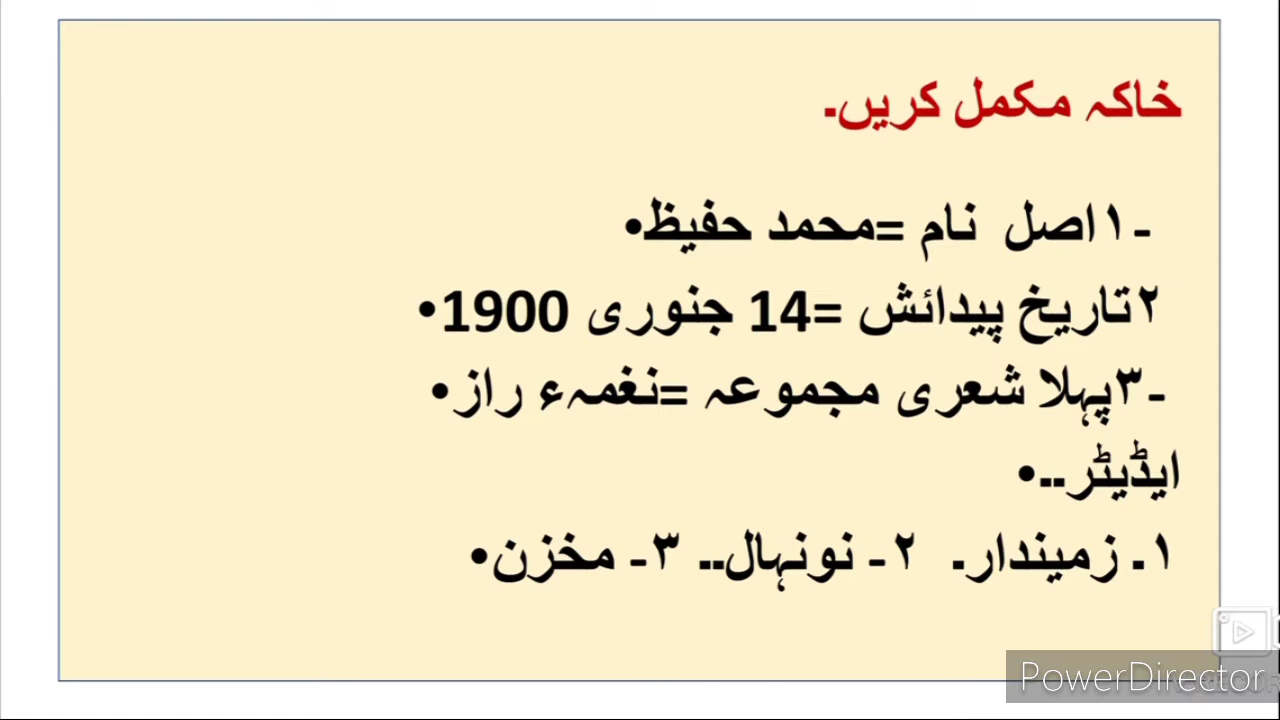 خاکہ مکمل کریں۔
۔۱اصل نام =محمد حفیظ•
۲تاریخ پیدائش =14 جنوری 1900•
۔۳پہلا شعری مجموعہ =نغمہء راز•
ایڈیٹر۔۔•
۱۔ زمیندار۔ ۲۔ نونہال۔۔ ۳۔ مخزن•
PowerDirector